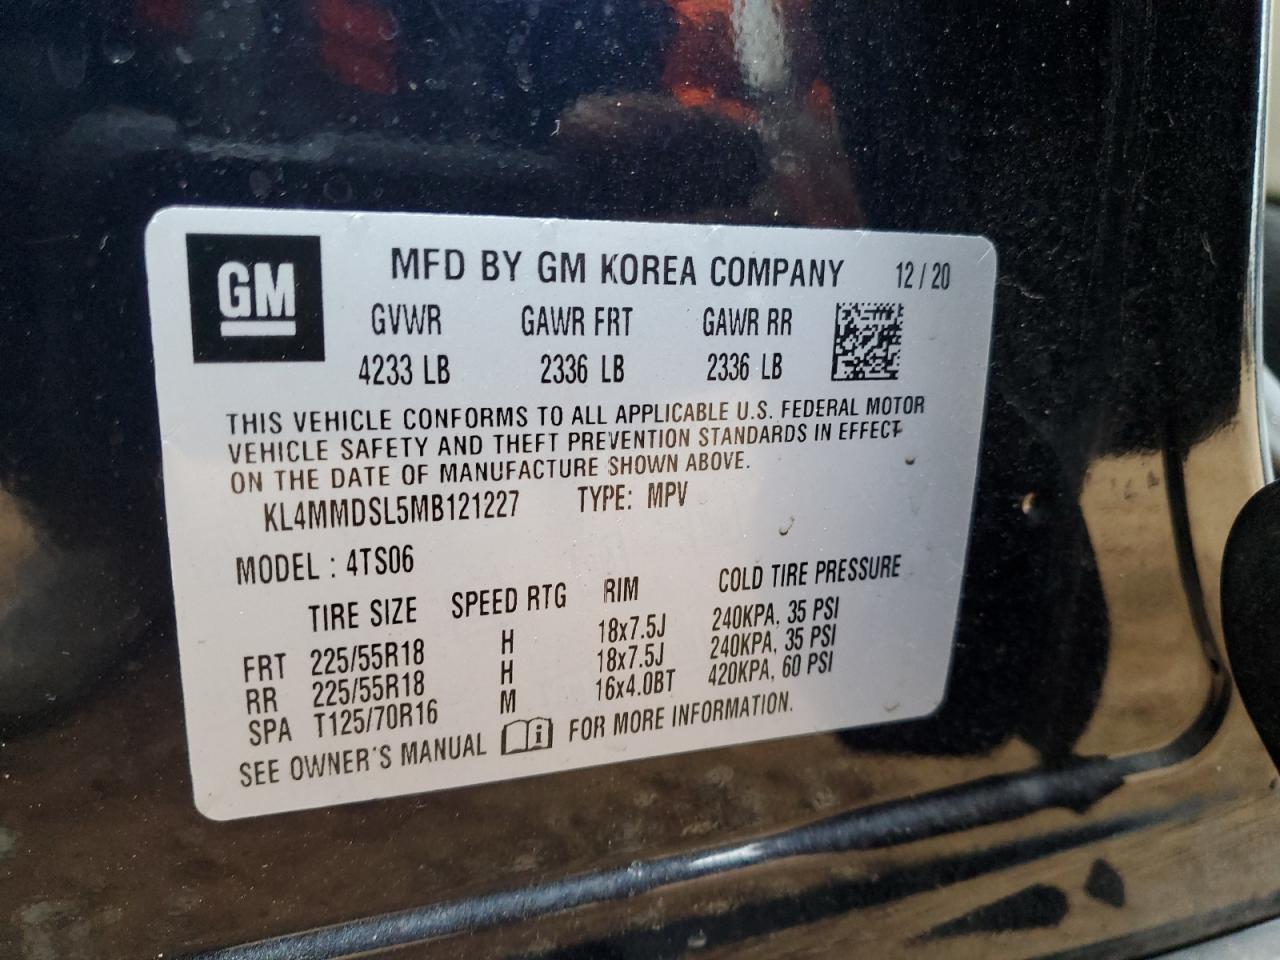 GM
MFD BY GM KOREA COMPANY 12 / 20
GVWR GAWR FRT GAWR RR
4233 LB 2336 LB 2336 LB
THIS VEHICLE CONFORMS TO ALL APPLICABLE U.S. FEDERAL MOTOR
VEHICLE SAFETY AND THEFT PREVENTION STANDARDS IN EFFECT
ON THE DATE OF MANUFACTURE SHOWN ABOVE.
KL4MMDSL5MB121227 TYPE: MPV
MODEL : 4TS06
TIRE SIZE SPEED RTG RIM COLD TIRE PRESSURE
FRT 225/55R18 H 18x7.5J 240KPA, 35 PSI
RR 225/55R18 H 18x7.5J 240KPA, 35 PSI
SPA T125/70R16 M 16x4.0BT 420KPA, 60 PSI
SEE OWNER'S MANUAL i FOR MORE INFORMATION.